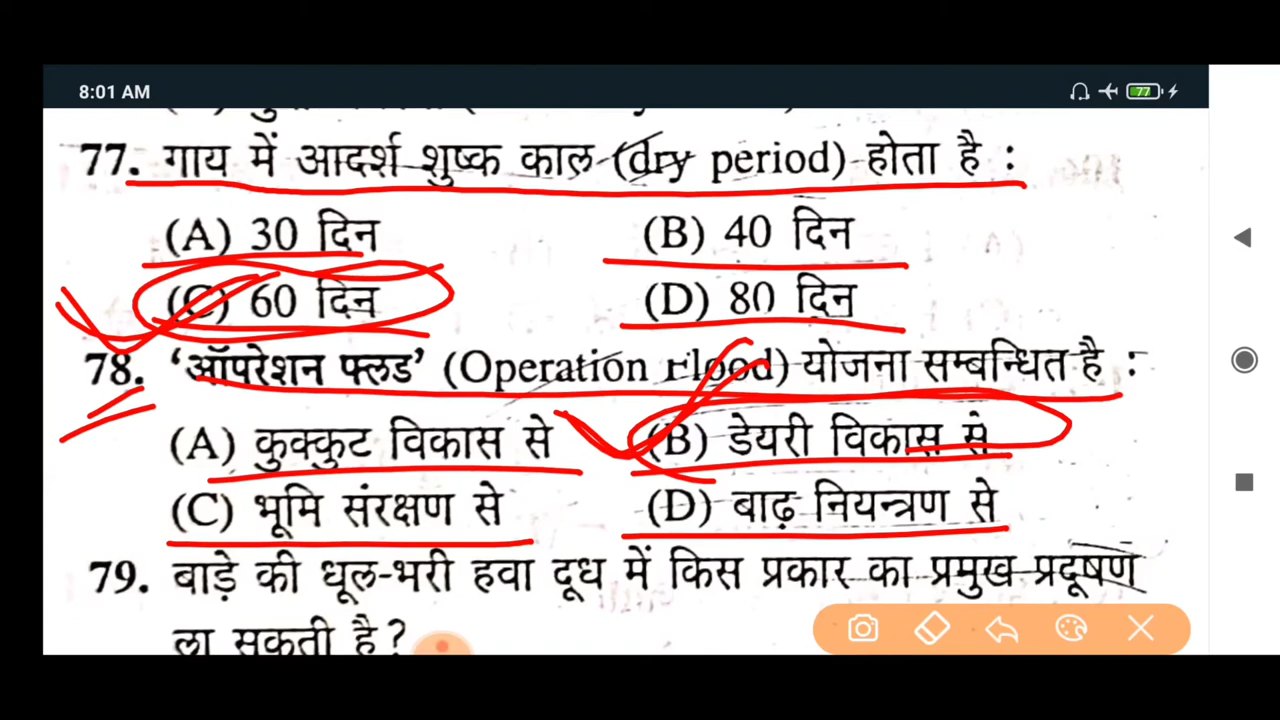 8:01 AM
77
77. गाय में आदर्श शुष्क काल (dry period) होता है :
(A) 30 दिन (B) 40 दिन
(C) 60 दिन (D) 80 दिन
78. 'ऑपरेशन फ्लड' (Operation Flood) योजना सम्बन्धित है :
(A) कुक्कुट विकास से (B) डेयरी विकास से
(C) भूमि संरक्षण से (D) बाढ़ नियन्त्रण से
79. बाड़े की धूल-भरी हवा दूध में किस प्रकार का प्रमुख प्रदूषण
ला सकती है ?